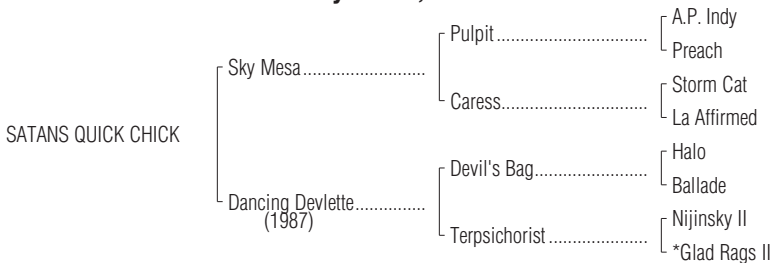 A.P. Indy
Pulpit
Preach
Sky Mesa
Storm Cat
Caress
La Affirmed
SATANS QUICK CHICK
Halo
Devil's Bag
Ballade
Dancing Devlette
(1987)
Nijinsky II
Terpsichorist
*Glad Rags II